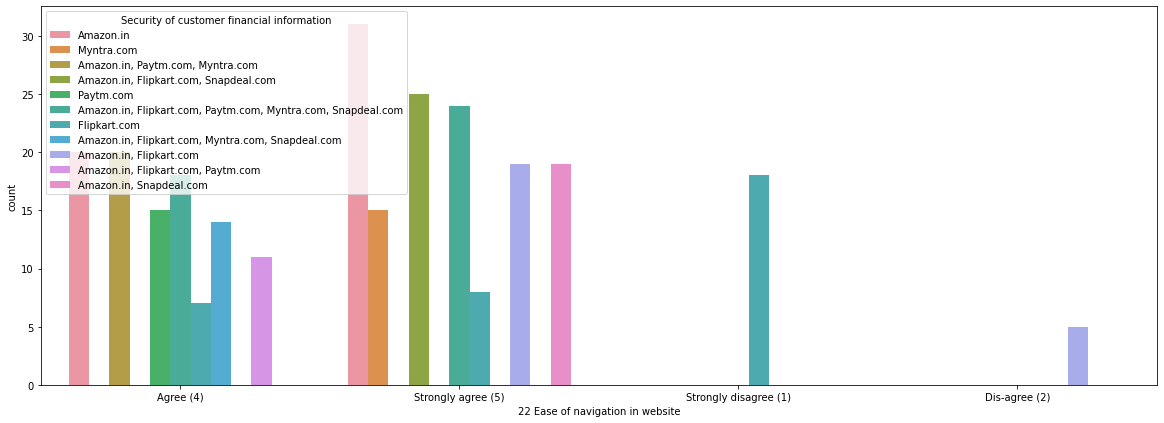 Security of customer financial information
Amazon.in
Myntra.com
Amazon.in, Paytm.com, Myntra.com
Amazon.in, Flipkart.com, Snapdeal.com
Paytm.com
Amazon.in, Flipkart.com, Paytm.com, Myntra.com, Snapdeal.com
Flipkart.com
Amazon.in, Flipkart.com, Myntra.com, Snapdeal.com
Amazon.in, Flipkart.com
Amazon.in, Flipkart.com, Paytm.com
Amazon.in, Snapdeal.com
count
30
25
20
15
10
5
0
Agree (4) Strongly agree (5) Strongly disagree (1) Dis-agree (2)
22 Ease of navigation in website